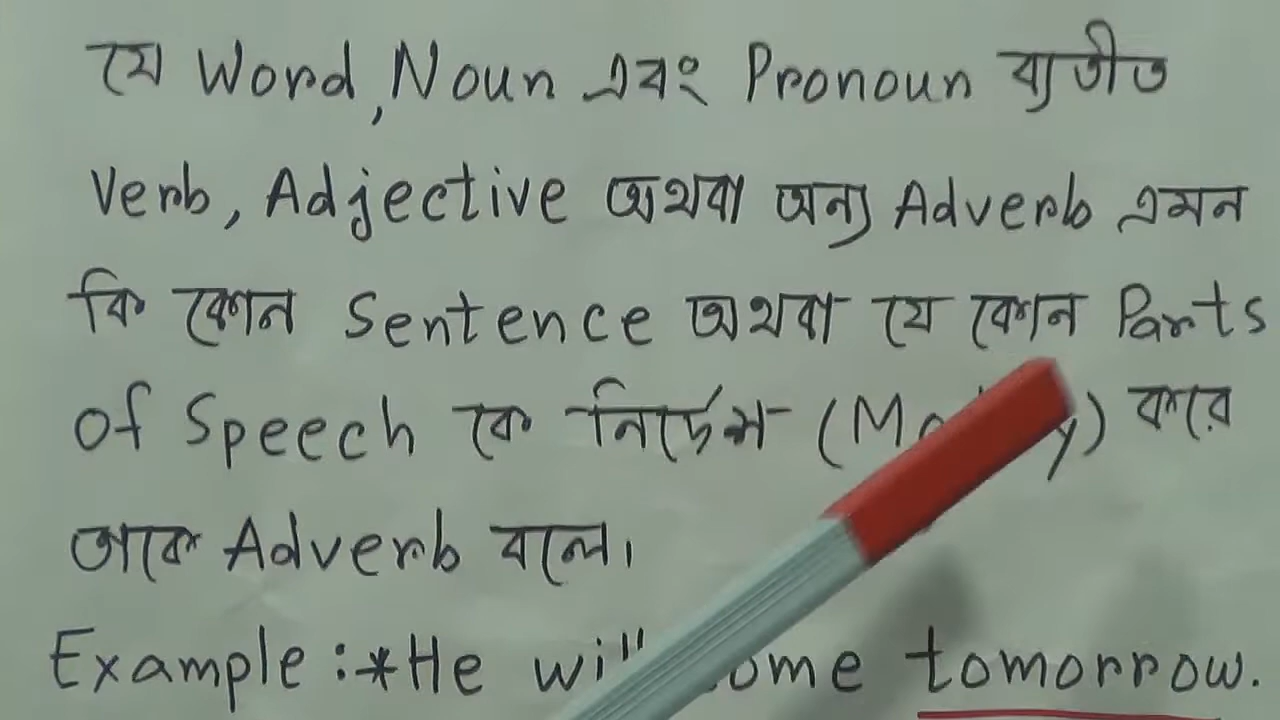 যে Word, Noun এবং Pronoun ব্যতীত
Verb, Adjective অথবা অন্য Adverb এমন
কি কোন Sentence অথবা যে কোন Parts
of Speech কে নির্দেশ করে
তাকে Adverb বলে।
Example :*He tomorrow.